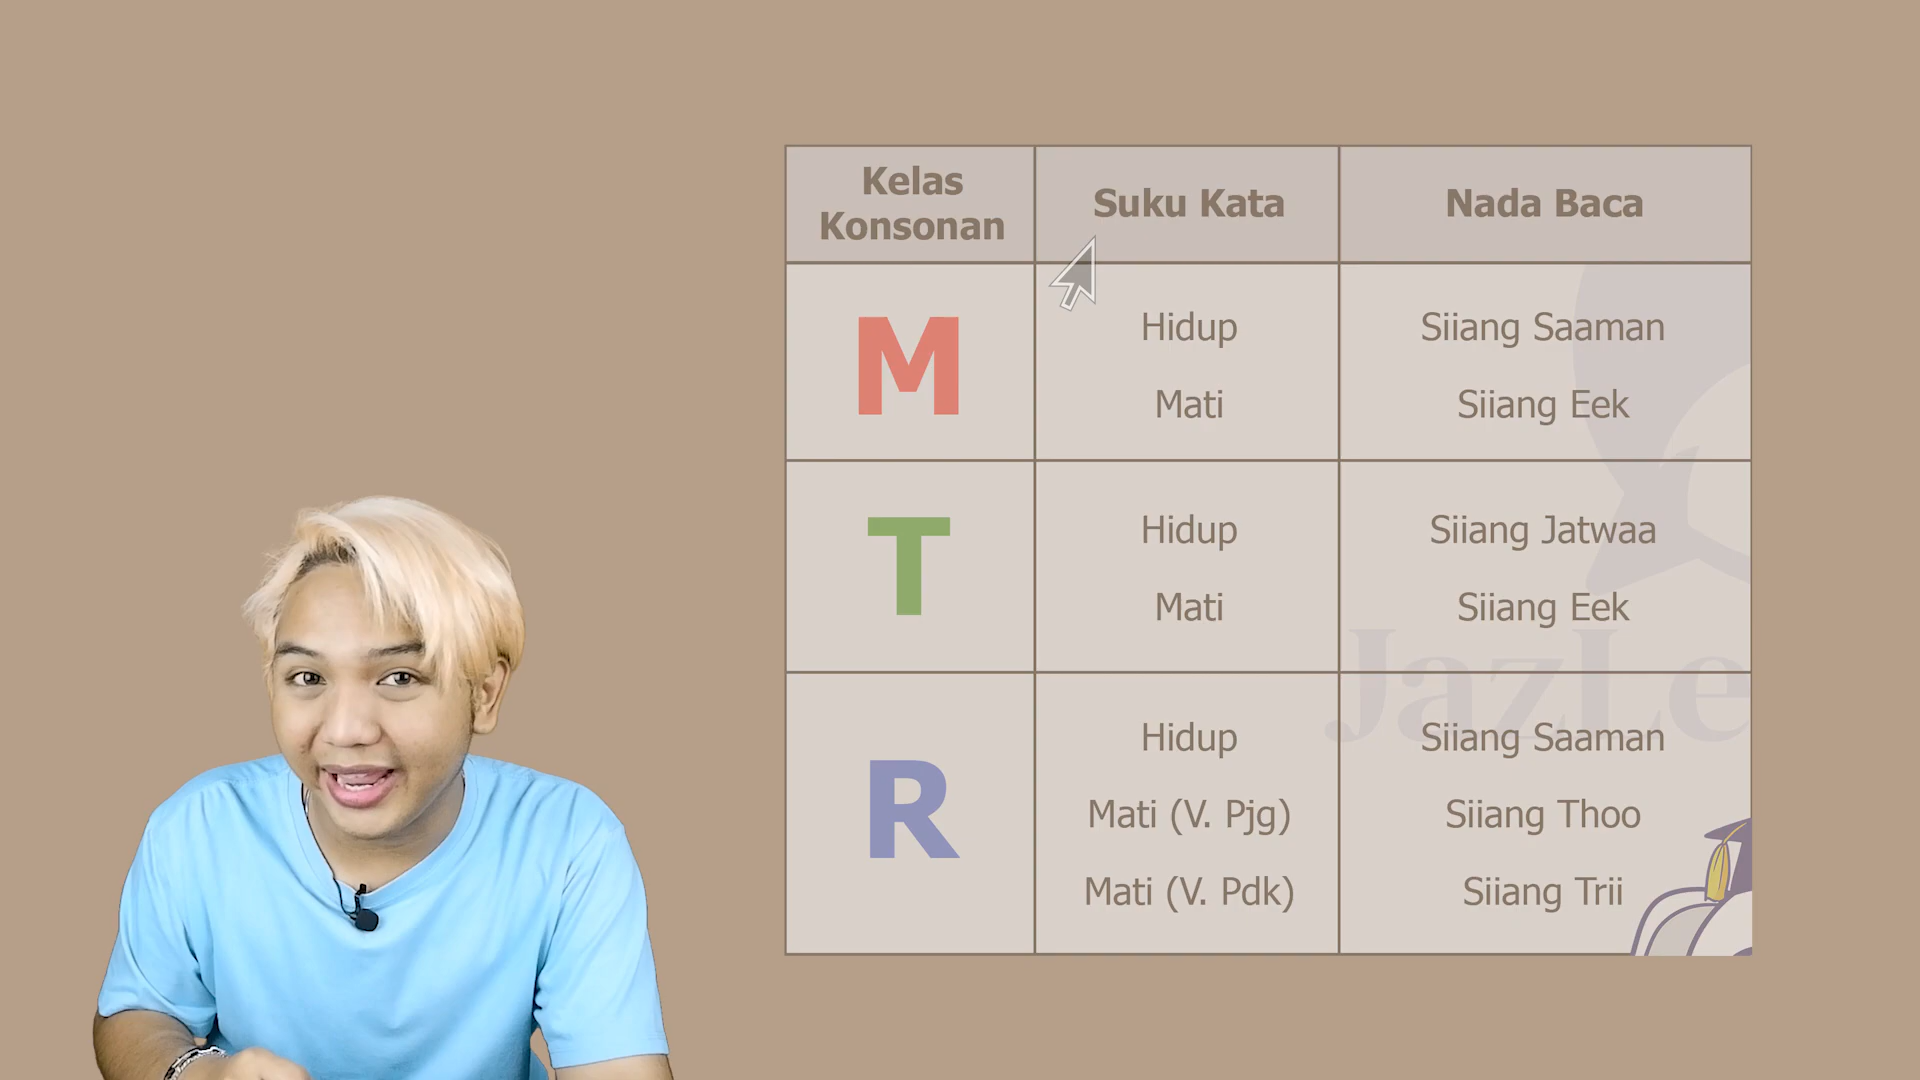 Kelas
Konsonan
Suku Kata
Nada Baca
M
Hidup
Siiang Saaman
Mati
Siiang Eek
T
Hidup
Siiang Jatwaa
Mati
Siiang Eek
R
Hidup
Siiang Saaman
Mati (V. Pjg)
Siiang Thoo
Mati (V. Pdk)
Siiang Trii
JazLe